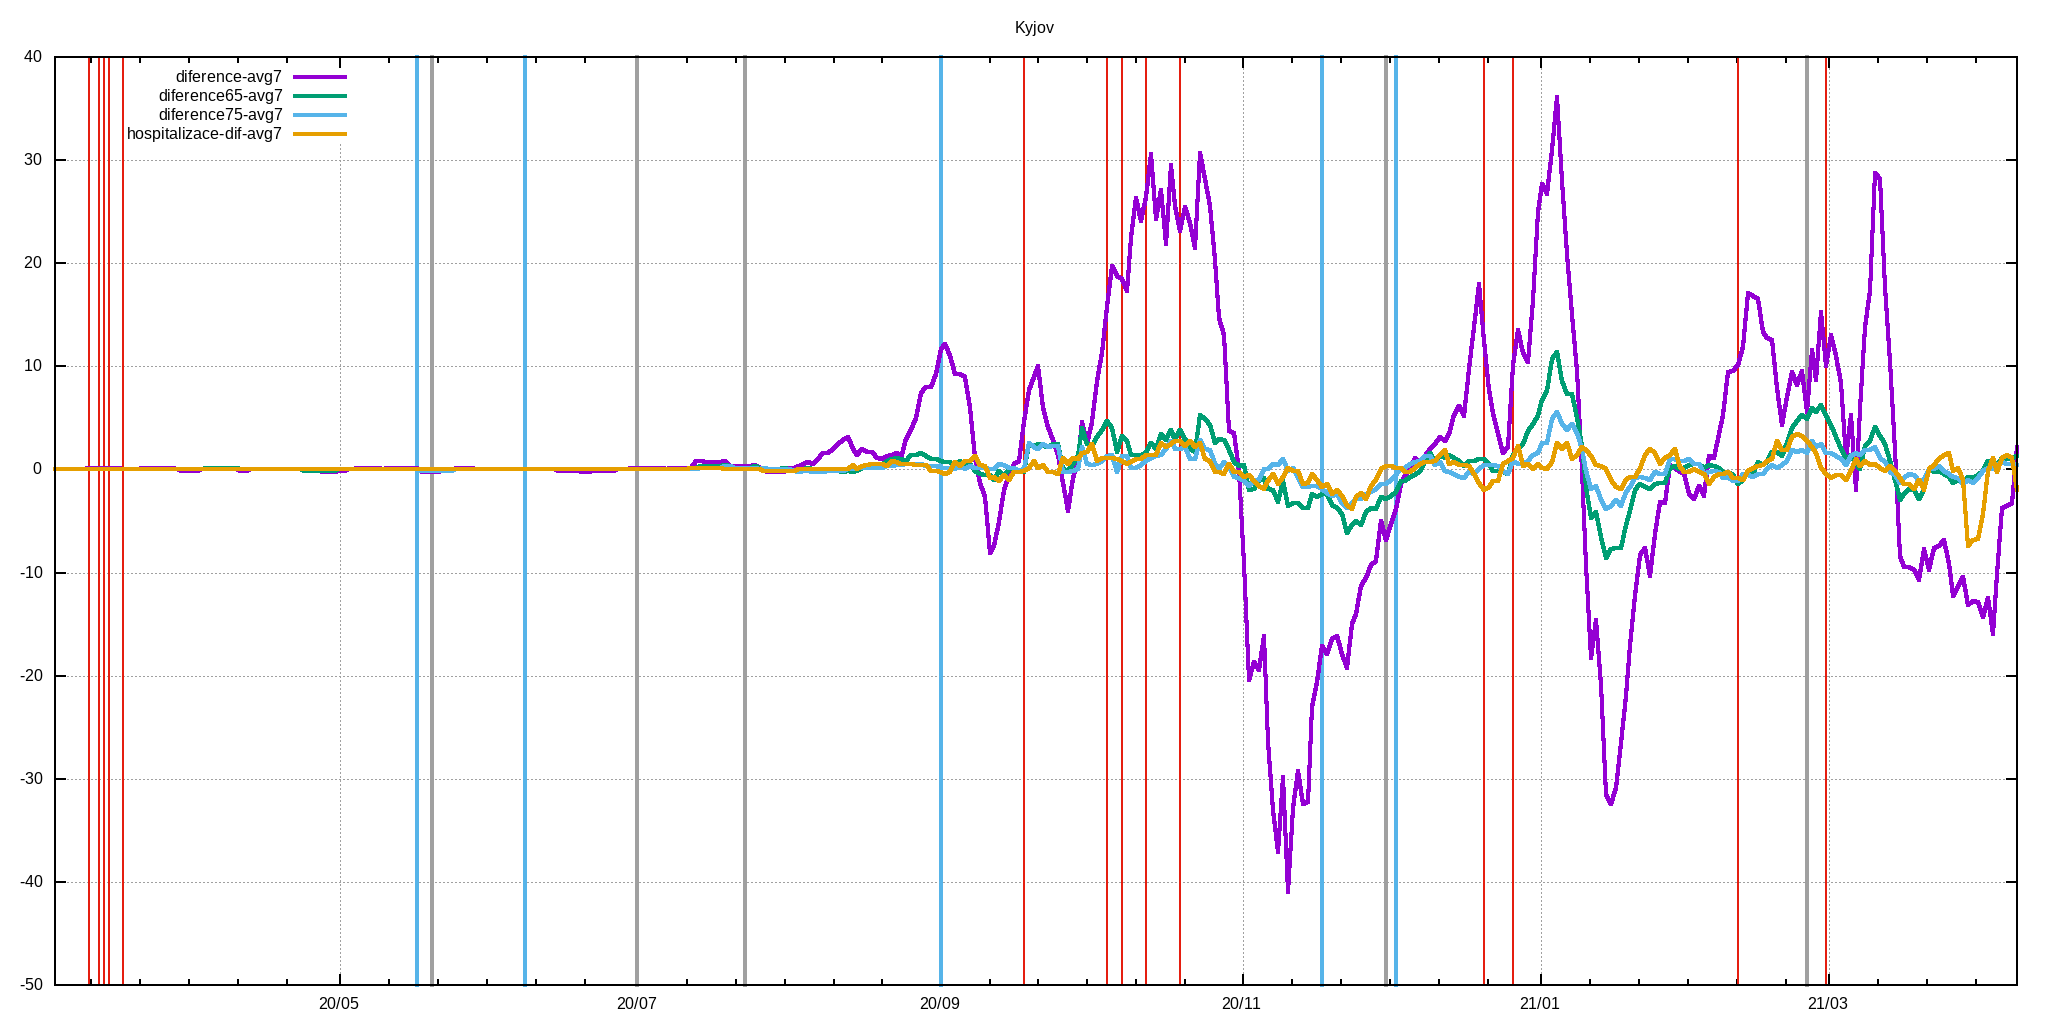 Kyjov
diference-avg7
diference65-avg7
diference75-avg7
hospitalizace-dif-avg7
40
30
20
10
0
-10
-20
-30
-40
-50
20/05 20/07 20/09 20/11 21/01 21/03